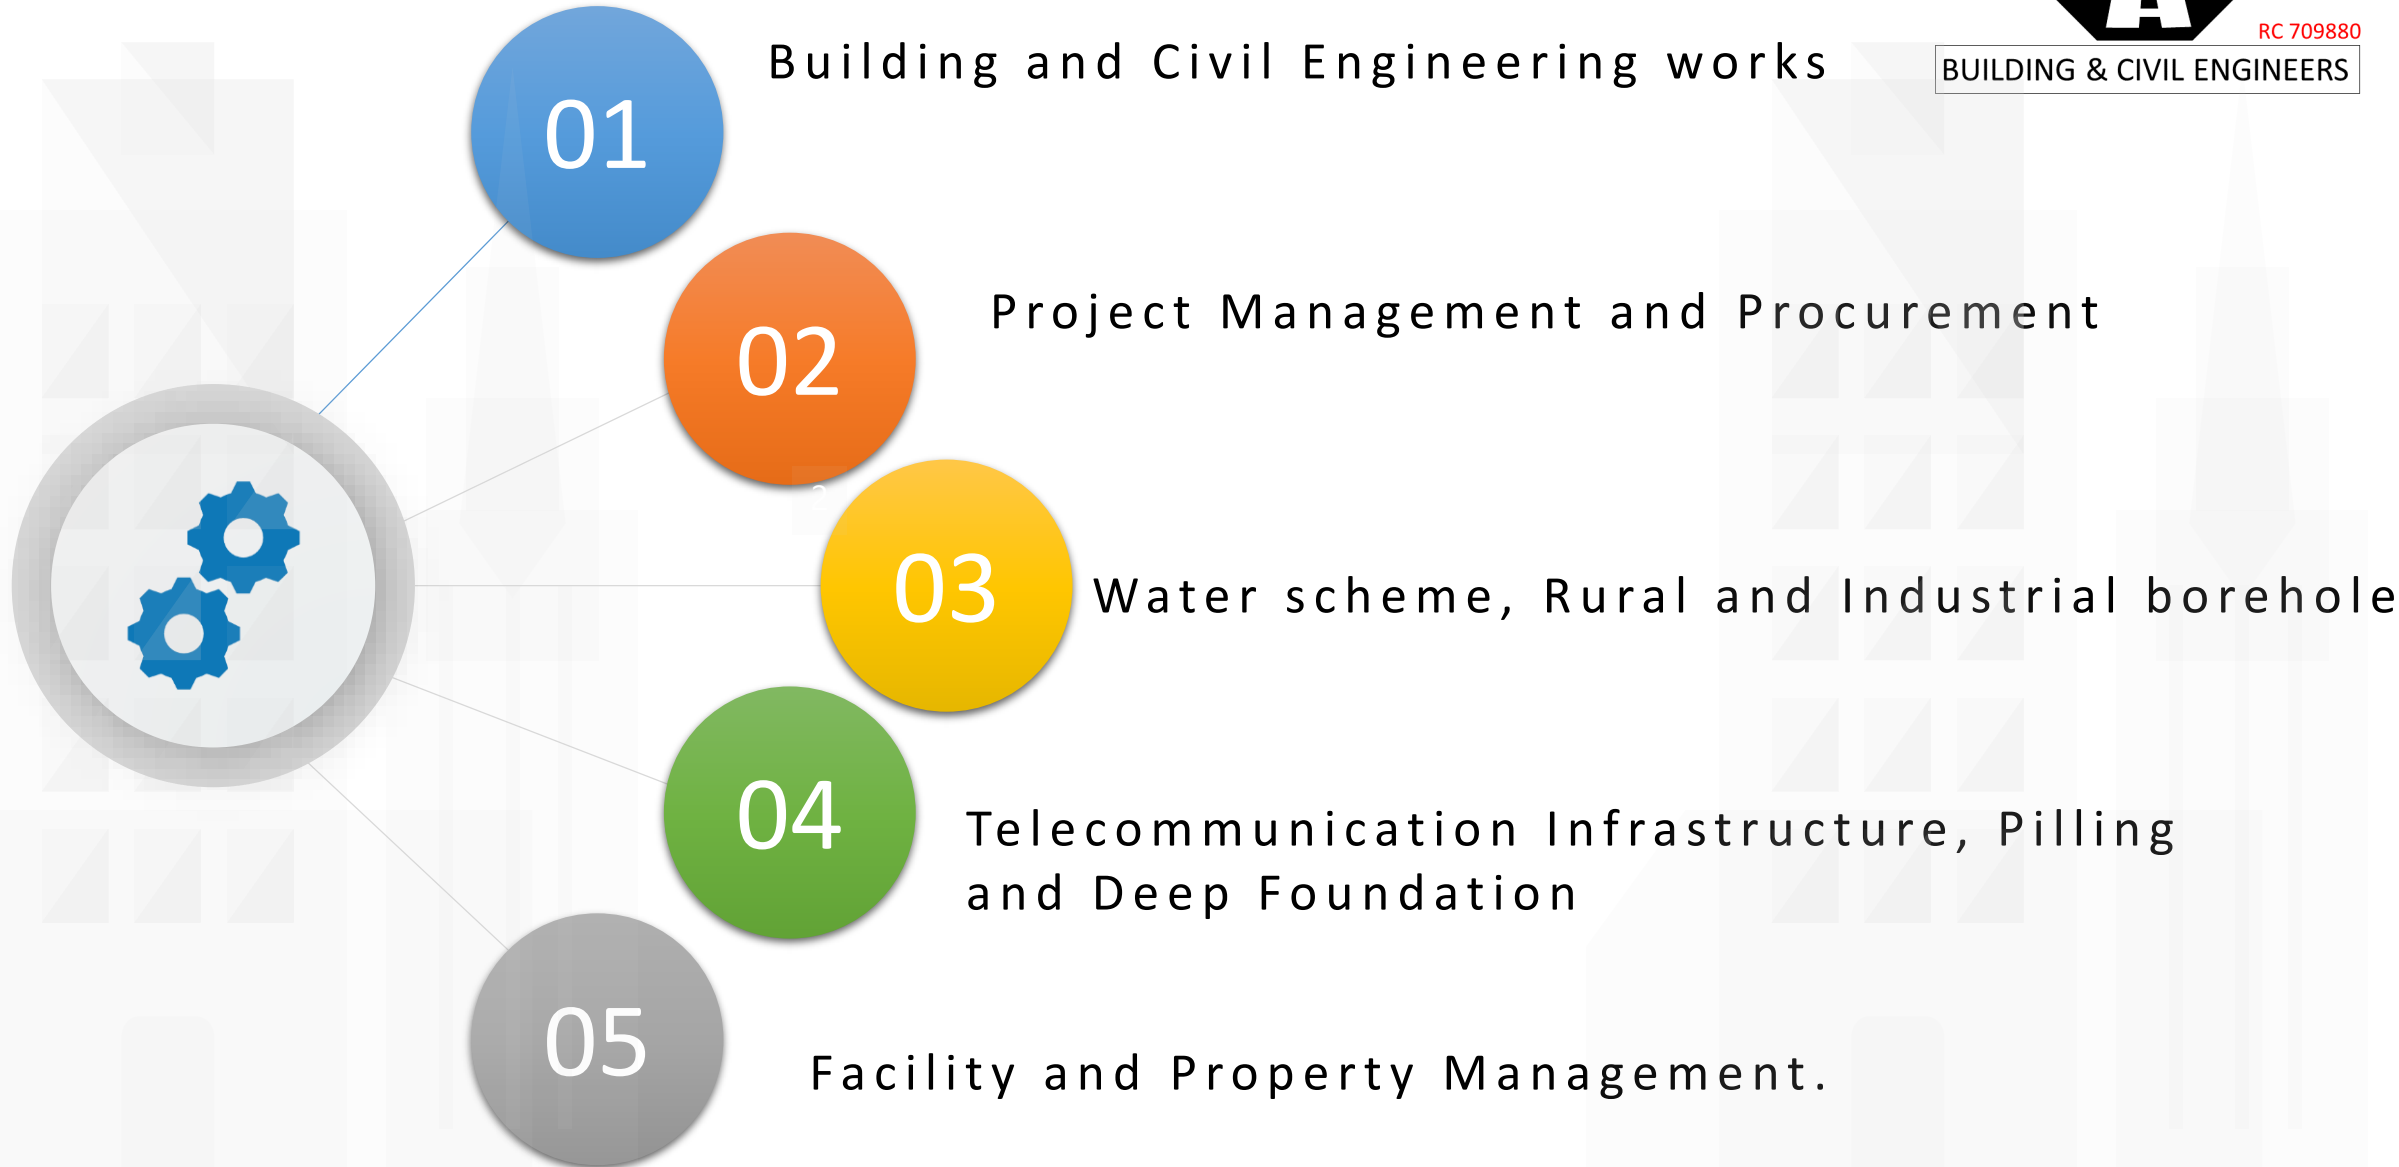 RC 709880
BUILDING & CIVIL ENGINEERS
01
Building and Civil Engineering works
02
Project Management and Procurement
2
03
Water scheme, Rural and Industrial borehole
04
Telecommunication Infrastructure, Pilling
and Deep Foundation
05
Facility and Property Management.